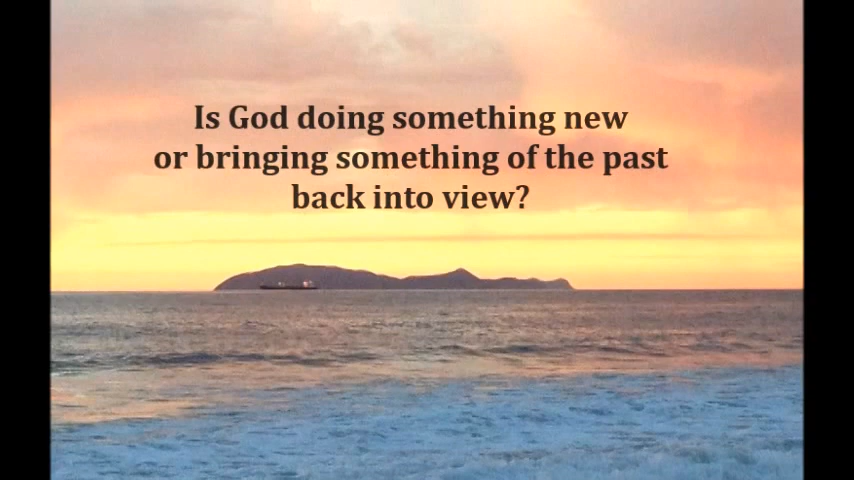 Is God doing something new
or bringing something of the past
back into view?